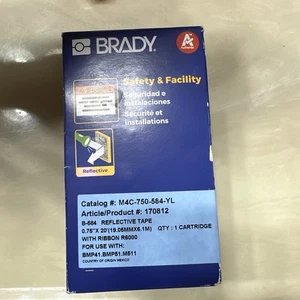 BRADY
Safety & Facility
Seguridad e
instalaciones
Sécurité et
installations
Reflective
Catalog #: M4C-750-584-YL
Article/Product #: 170812
B-584 REFLECTIVE TAPE
0.75" X 20'(19.05MMX6.1M) QTY : 1 CARTRIDGE
WITH RIBBON R6000
FOR USE WITH:
BMP41.BMP51.M511
COUNTRY OF ORIGIN MEXICO